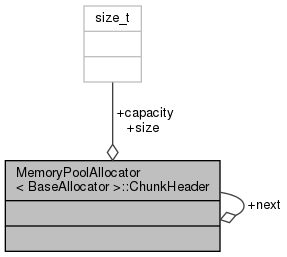 size_t
+capacity
+size
MemoryPoolAllocator
< BaseAllocator >::ChunkHeader
+next